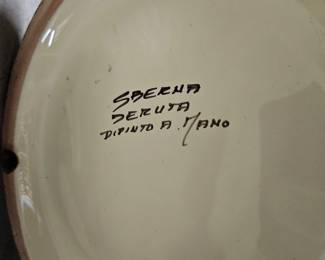 SBERNA
DERUTA
DIPINTO A. MANO